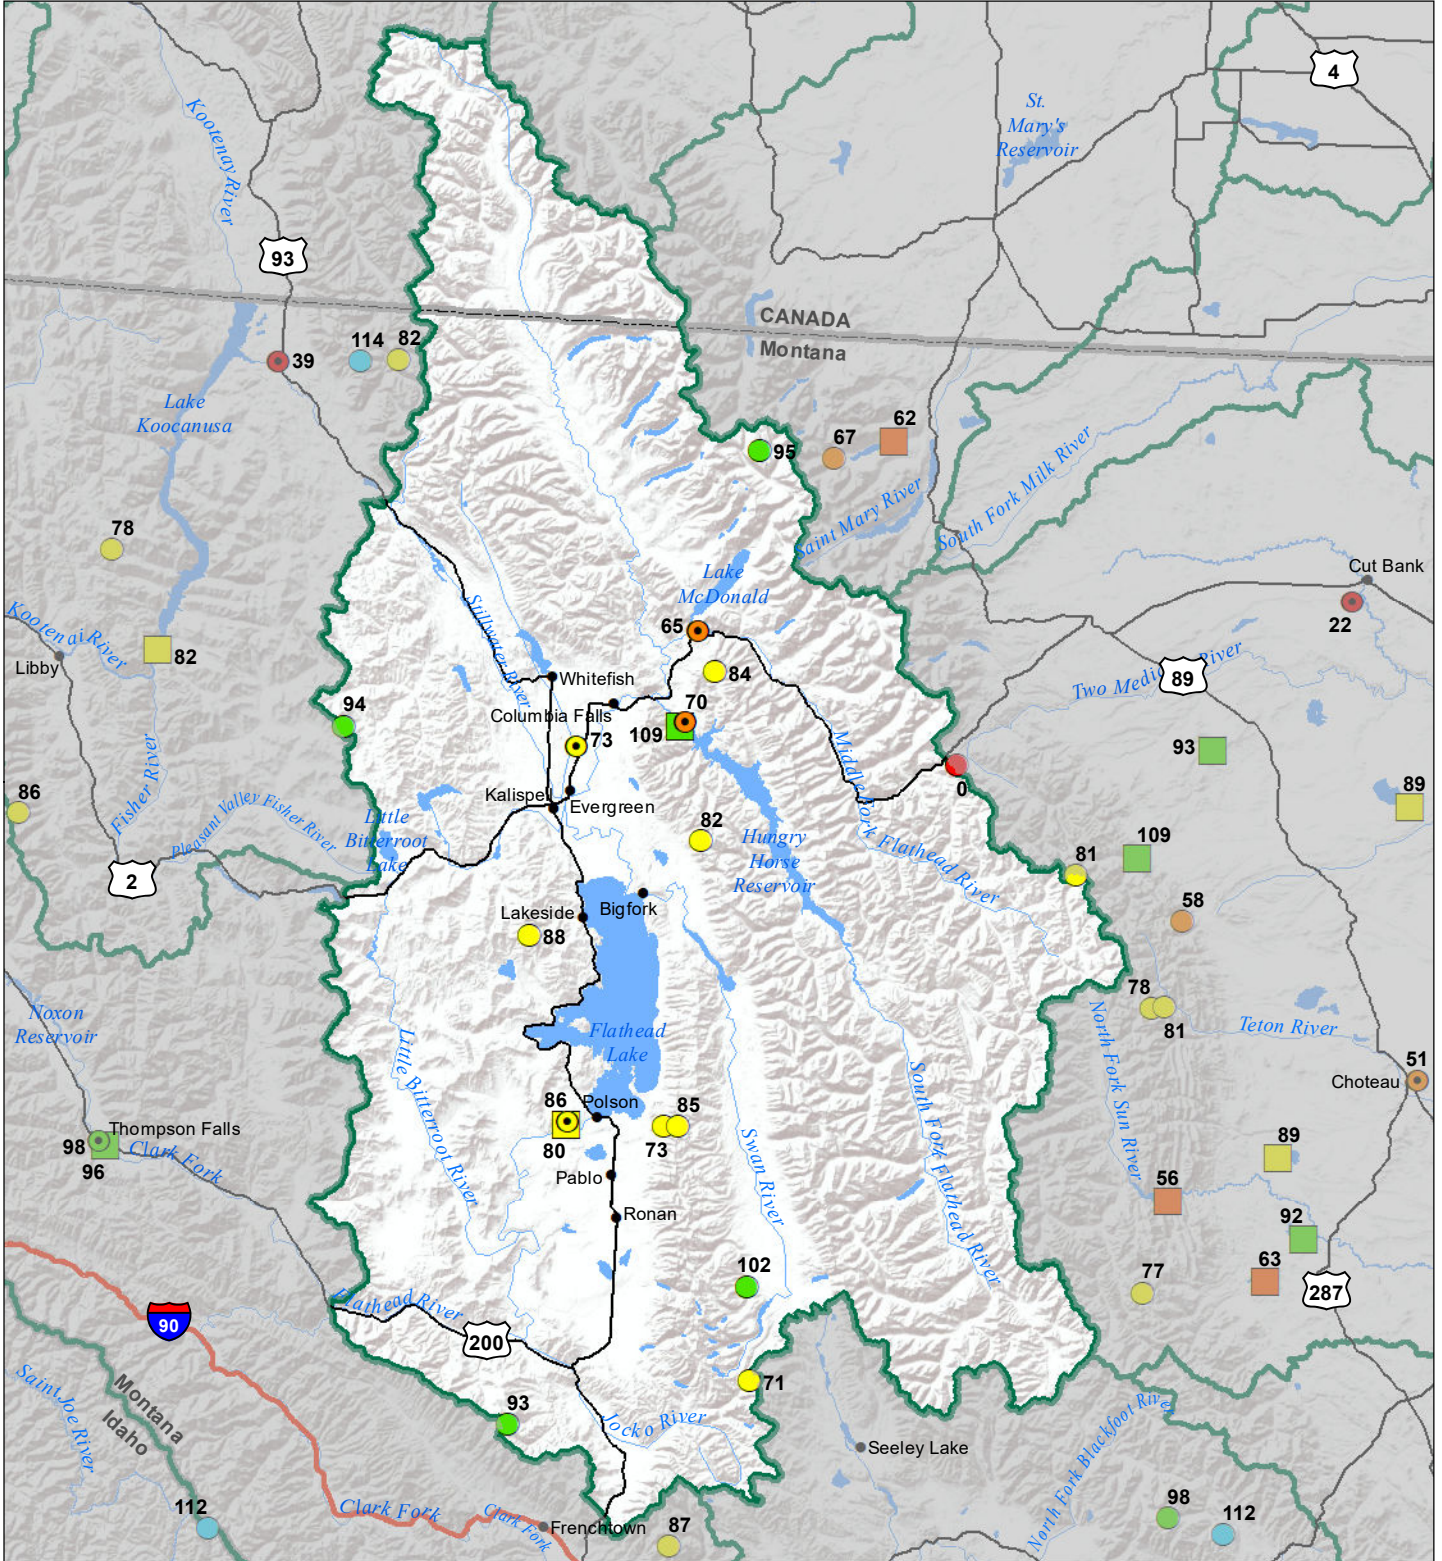 4
St.
Mary's
Reservoir
Kootenay River
93
CANADA
Montana
39
114
82
Lake
Koocanusa
95
67
62
Saint Mary River
South Fork Milk River
78
Cut Bank
22
Lake
McDonald
65
Kootenai River
Libby
82
Stillwater River
Whitefish
84
Two Medicine River
89
94
Columbia Falls
70
109
73
Middle Fork Flathead River
93
0
89
86
Fisher River
Pleasant Valley Fisher River
2
Kalispell
Evergreen
Little
Bitterroot
Lake
82
Hungry
Horse
Reservoir
109
81
58
Lakeside
Bigfork
88
78
81
Noxon
Reservoir
Flathead
Lake
Teton River
North Fork Sun River
51
Choteau
Little Bitterroot River
South Fork Flathead River
Swan River
86
80
Polson
85
73
Thompson Falls
98
96
Clark Fork
Pablo
Ronan
89
56
92
63
77
287
102
90
Flathead River
200
71
Saint Joe River
Montana
Idaho
93
Jocko River
Seeley Lake
North Fork Blackfoot River
112
Clark Fork
Clark Fork
Frenchtown
87
98
112